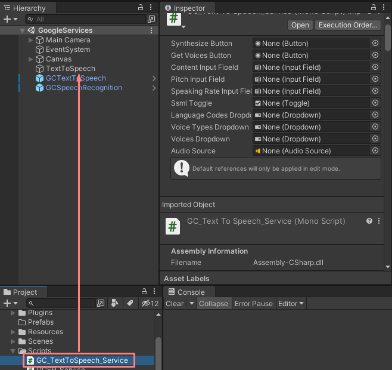 Hierarchy
All
GoogleServices
Main Camera
EventSystem
Canvas
TextToSpeech
GCTextToSpeech
GCSpeechRecognition
Inspector
Open
Execution Order...
Synthesize Button
None (Button)
Get Voices Button
None (Button)
Content Input Fioeld
None (Input Field)
Pitch Input Field
None (Input Field)
Speaking Rate Input Field
None (Input Field)
Ssml Toggle
None (Toggle)
Language Codes Dropdo
None (Dropdown)
Voice Types Dropdown
None (Dropdown)
Voices Dropdown
None (Dropdown)
Audio Source
None (Audio Source)
Default references will only be applied in edit mode.
Imported Object
GC_Text To Speech_Service (Mono Script)
Assembly Information
Filename
Assembly-CSharp.dll
Asset Labels
Project
12
Plugins
Prefabs
Resources
Scenes
Scripts
GC_TextToSpeech_Service
Console
Clear
Collapse
Error Pause
Editor